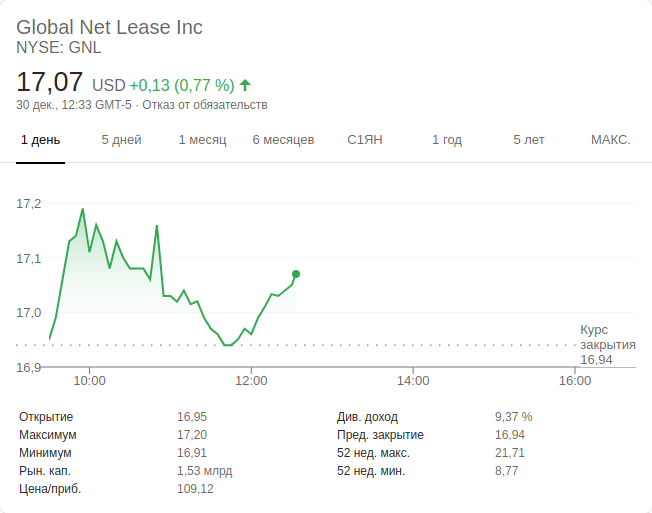 Global Net Lease Inc
NYSE: GNL
17,07 USD +0,13 (0,77 %)
30 дек., 12:33 GMT-5 · Отказ от обязательств
1 день 5 дней 1 месяц 6 месяцев С1ЯН 1 год 5 лет МАКС.
17,2
17,1
17,0
Курс
закрытия
16,94
16,9
10:00 12:00 14:00 16:00
Открытие 16,95 Див. доход 9,37 %
Максимум 17,20 Пред. закрытие 16,94
Минимум 16,91 52 нед. макс. 21,71
Рын. кап. 1,53 млрд 52 нед. мин. 8,77
Цена/приб. 109,12